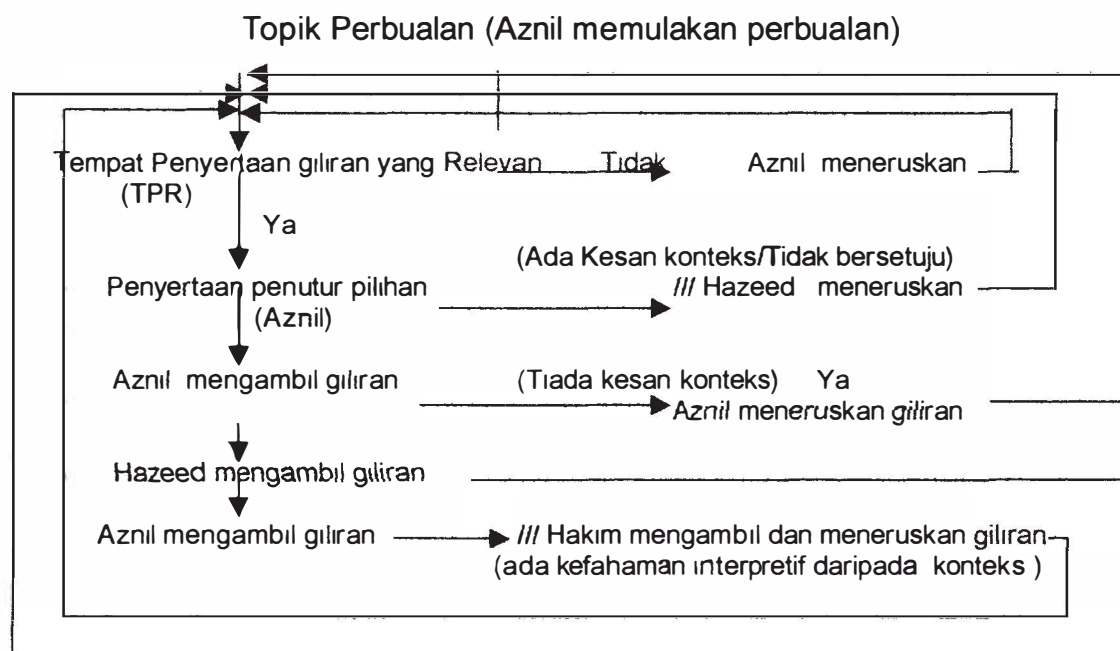 Topik Perbualan (Aznil memulakan perbualan)
Tempat Penyertaan giliran yang Relevan Tidak Aznil meneruskan
(TPR)
Ya
(Ada Kesan konteks/Tidak bersetuju)
Penyertaan penutur pilihan /// Hazeed meneruskan
(Aznil)
Aznil mengambil giliran (Tiada kesan konteks) Ya
Aznil meneruskan giliran
Hazeed mengambil giliran
Aznil mengambil giliran /// Hakim mengambil dan meneruskan giliran
(ada kefahaman interpretif daripada konteks )